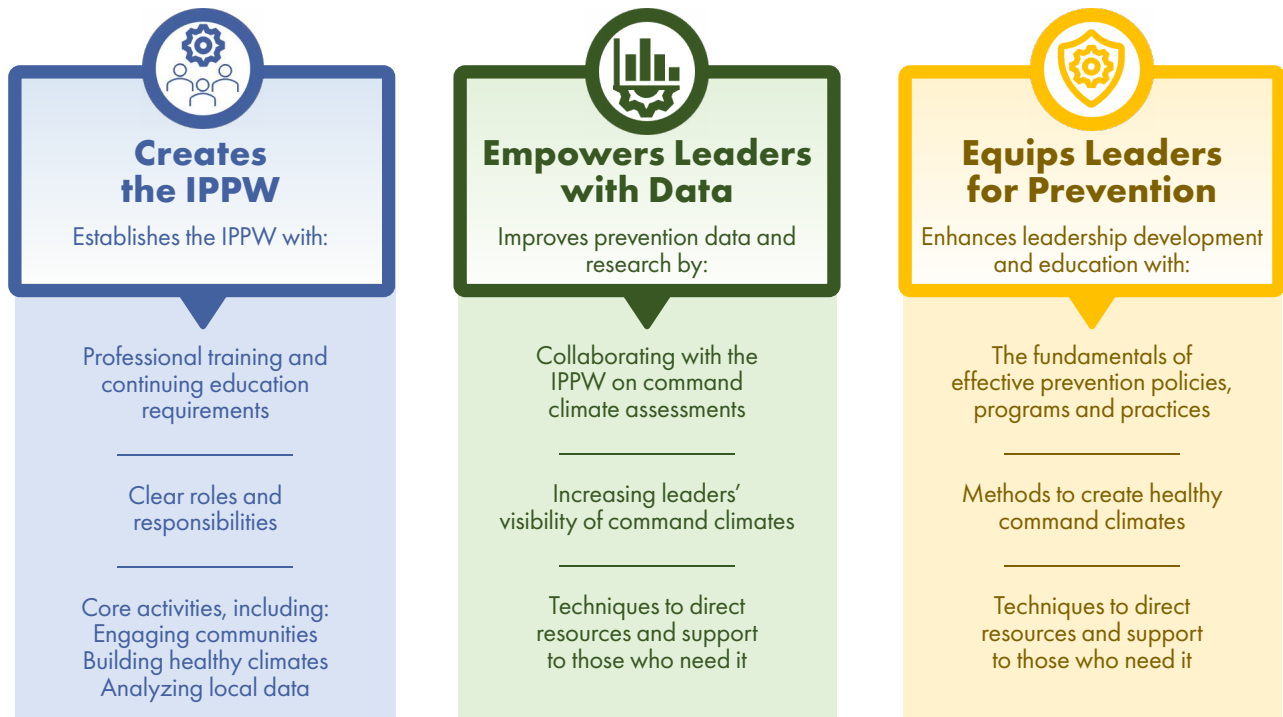 Creates
the IPPW
Establishes the IPPW with:
Professional training and
continuing education
requirements
Clear roles and
responsibilities
Core activities, including:
Engaging communities
Building healthy climates
Analyzing local data
Empowers Leaders
with Data
Improves prevention data and
research by:
Collaborating with the
IPPW on command
climate assessments
Increasing leaders’
visibility of command climates
Techniques to direct
resources and support
to those who need it
Equips Leaders
for Prevention
Enhances leadership development
and education with:
The fundamentals of
effective prevention policies,
programs and practices
Methods to create healthy
command climates
Techniques to direct
resources and support
to those who need it